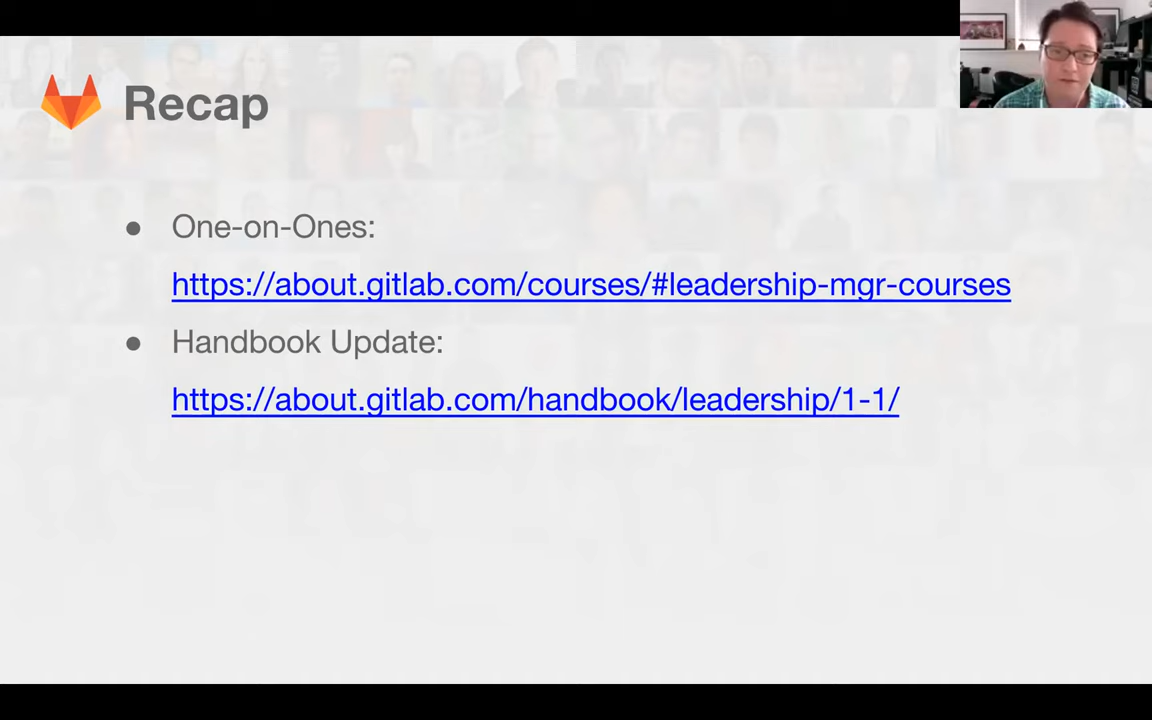 Recap
● One-on-Ones:
https://about.gitlab.com/courses/#leadership-mgr-courses
● Handbook Update:
https://about.gitlab.com/handbook/leadership/1-1/